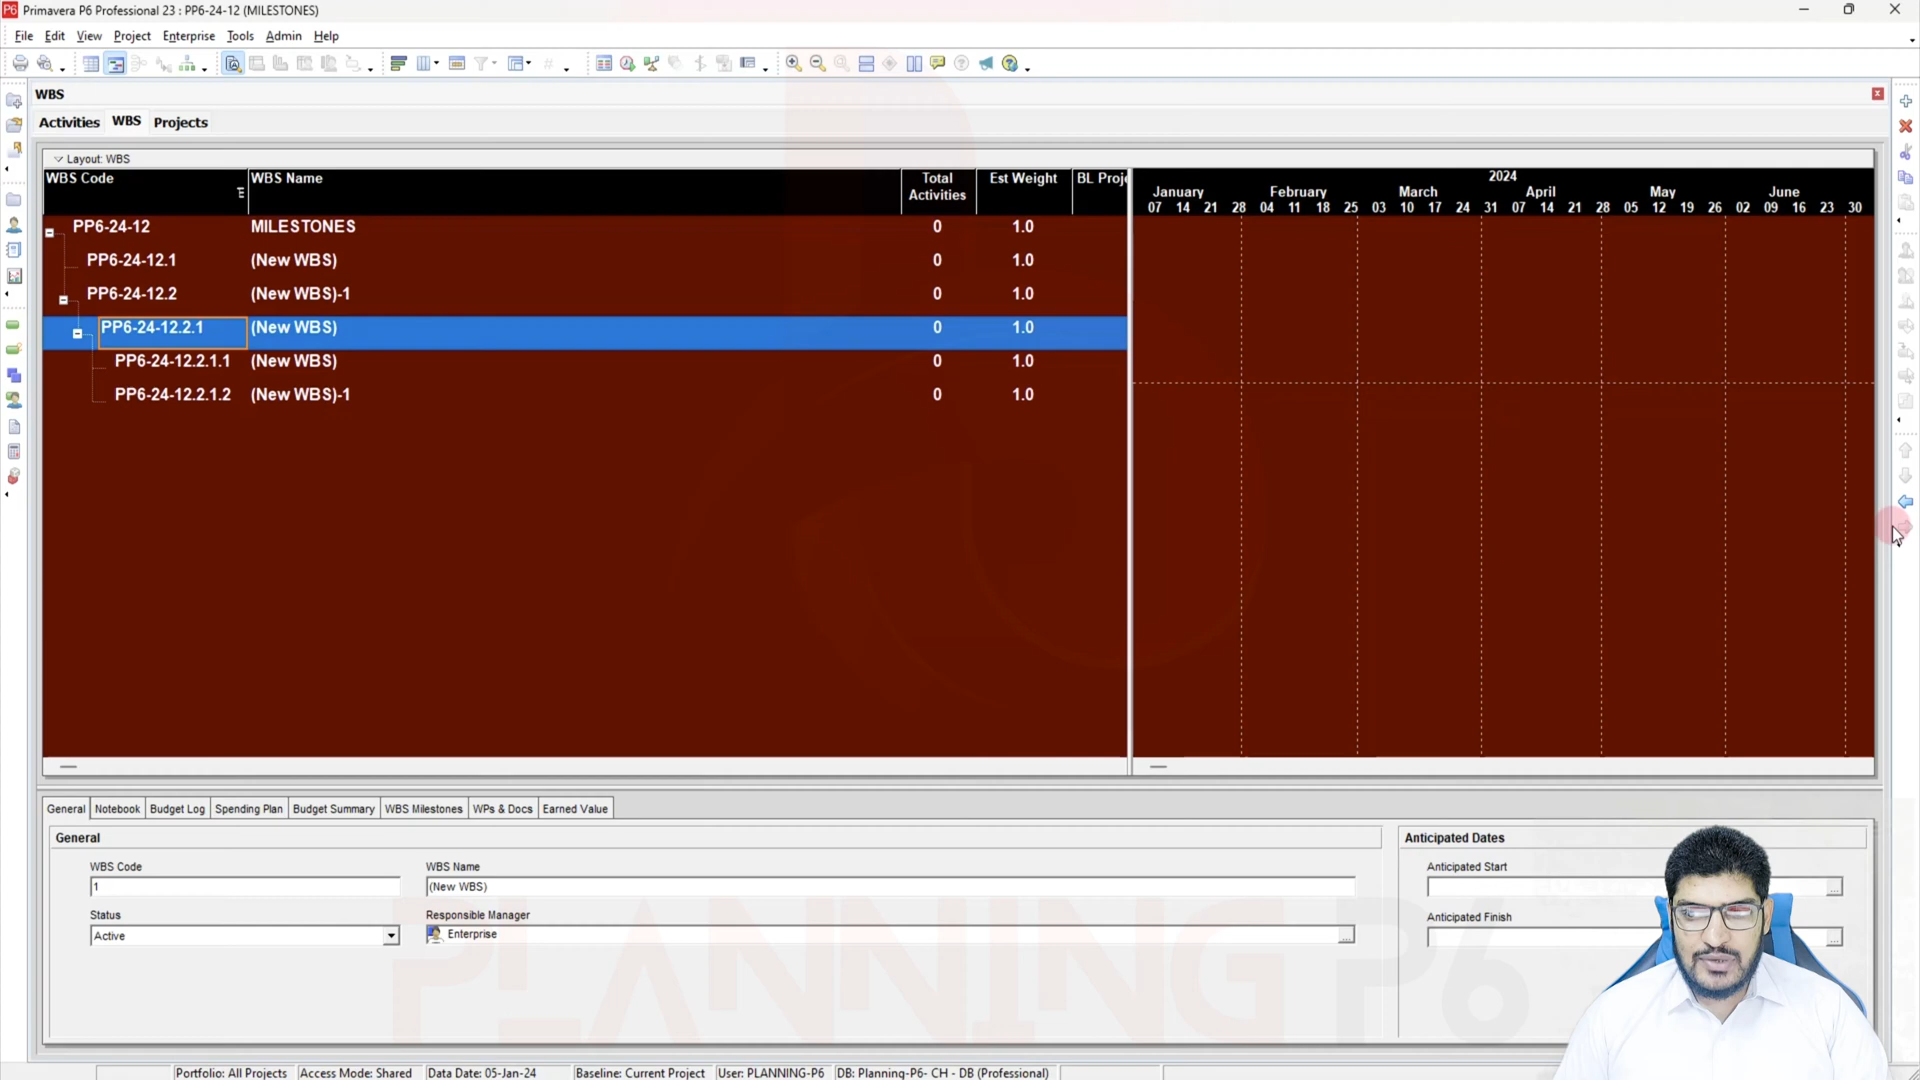 P6 Primavera P6 Professional 23 : PP6-24-12 (MILESTONES)
File Edit View Project Enterprise Tools Admin Help
WBS
Activities WBS Projects
Layout: WBS
WBS Code WBS Name Total Activities Est Weight BL Proje
2024
January February March April May June
07 14 21 28 04 11 18 25 03 10 17 24 31 07 14 21 28 05 12 19 26 02 09 16 23 30
PP6-24-12 MILESTONES 0 1.0
PP6-24-12.1 (New WBS) 0 1.0
PP6-24-12.2 (New WBS)-1 0 1.0
PP6-24-12.2.1 (New WBS) 0 1.0
PP6-24-12.2.1.1 (New WBS) 0 1.0
PP6-24-12.2.1.2 (New WBS)-1 0 1.0
General Notebook Budget Log Spending Plan Budget Summary WBS Milestones WPs & Docs Earned Value
General Anticipated Dates
WBS Code WBS Name Anticipated Start
1 (New WBS)
Status Responsible Manager Anticipated Finish
Active Enterprise
PLANNING P6
Portfolio: All Projects Access Mode: Shared Data Date: 05-Jan-24 Baseline: Current Project User: PLANNING-P6 DB: Planning-P6- CH - DB (Professional)